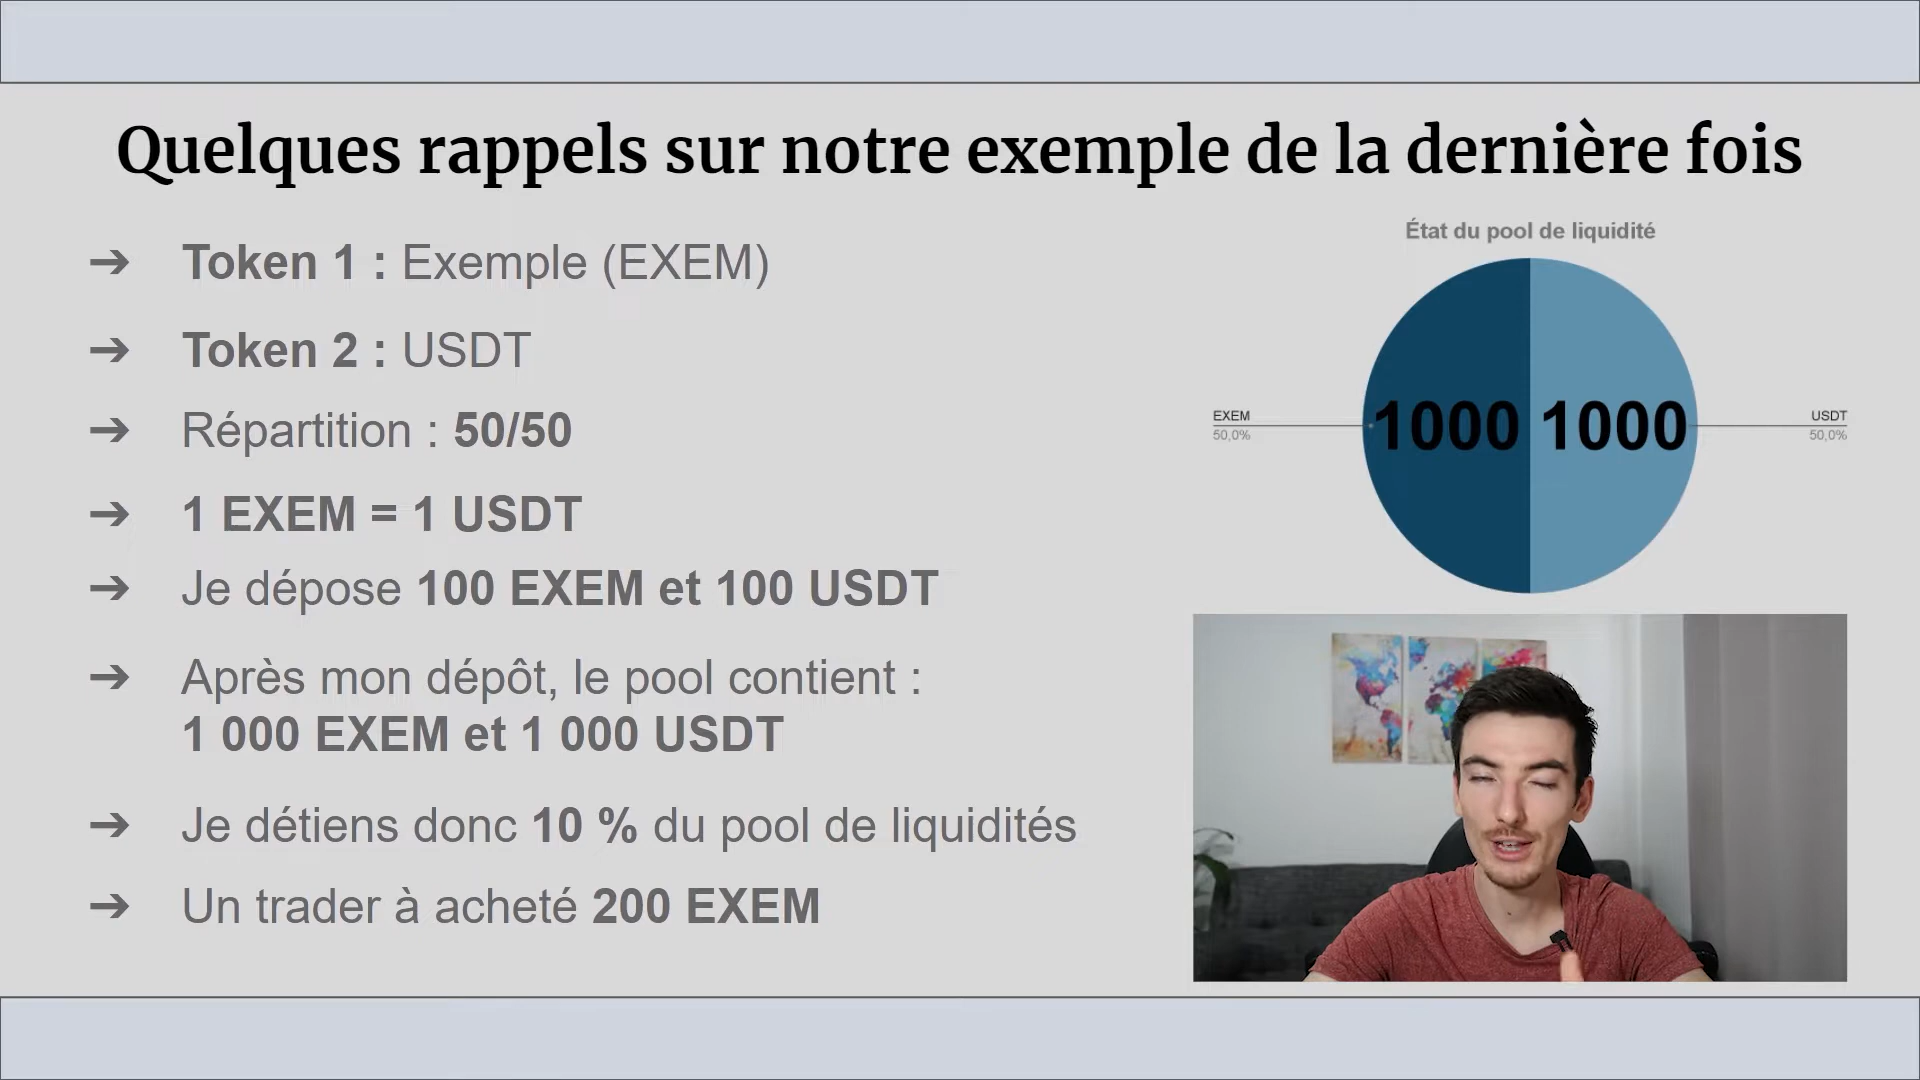 Quelques rappels sur notre exemple de la dernière fois
➔ Token 1 : Exemple (EXEM)
➔ Token 2 : USDT
➔ Répartition : 50/50
➔ 1 EXEM = 1 USDT
➔ Je dépose 100 EXEM et 100 USDT
➔ Après mon dépôt, le pool contient :
1 000 EXEM et 1 000 USDT
➔ Je détiens donc 10 % du pool de liquidités
➔ Un trader à acheté 200 EXEM
État du pool de liquidité
EXEM
50,0%
1000 1000
USDT
50,0%